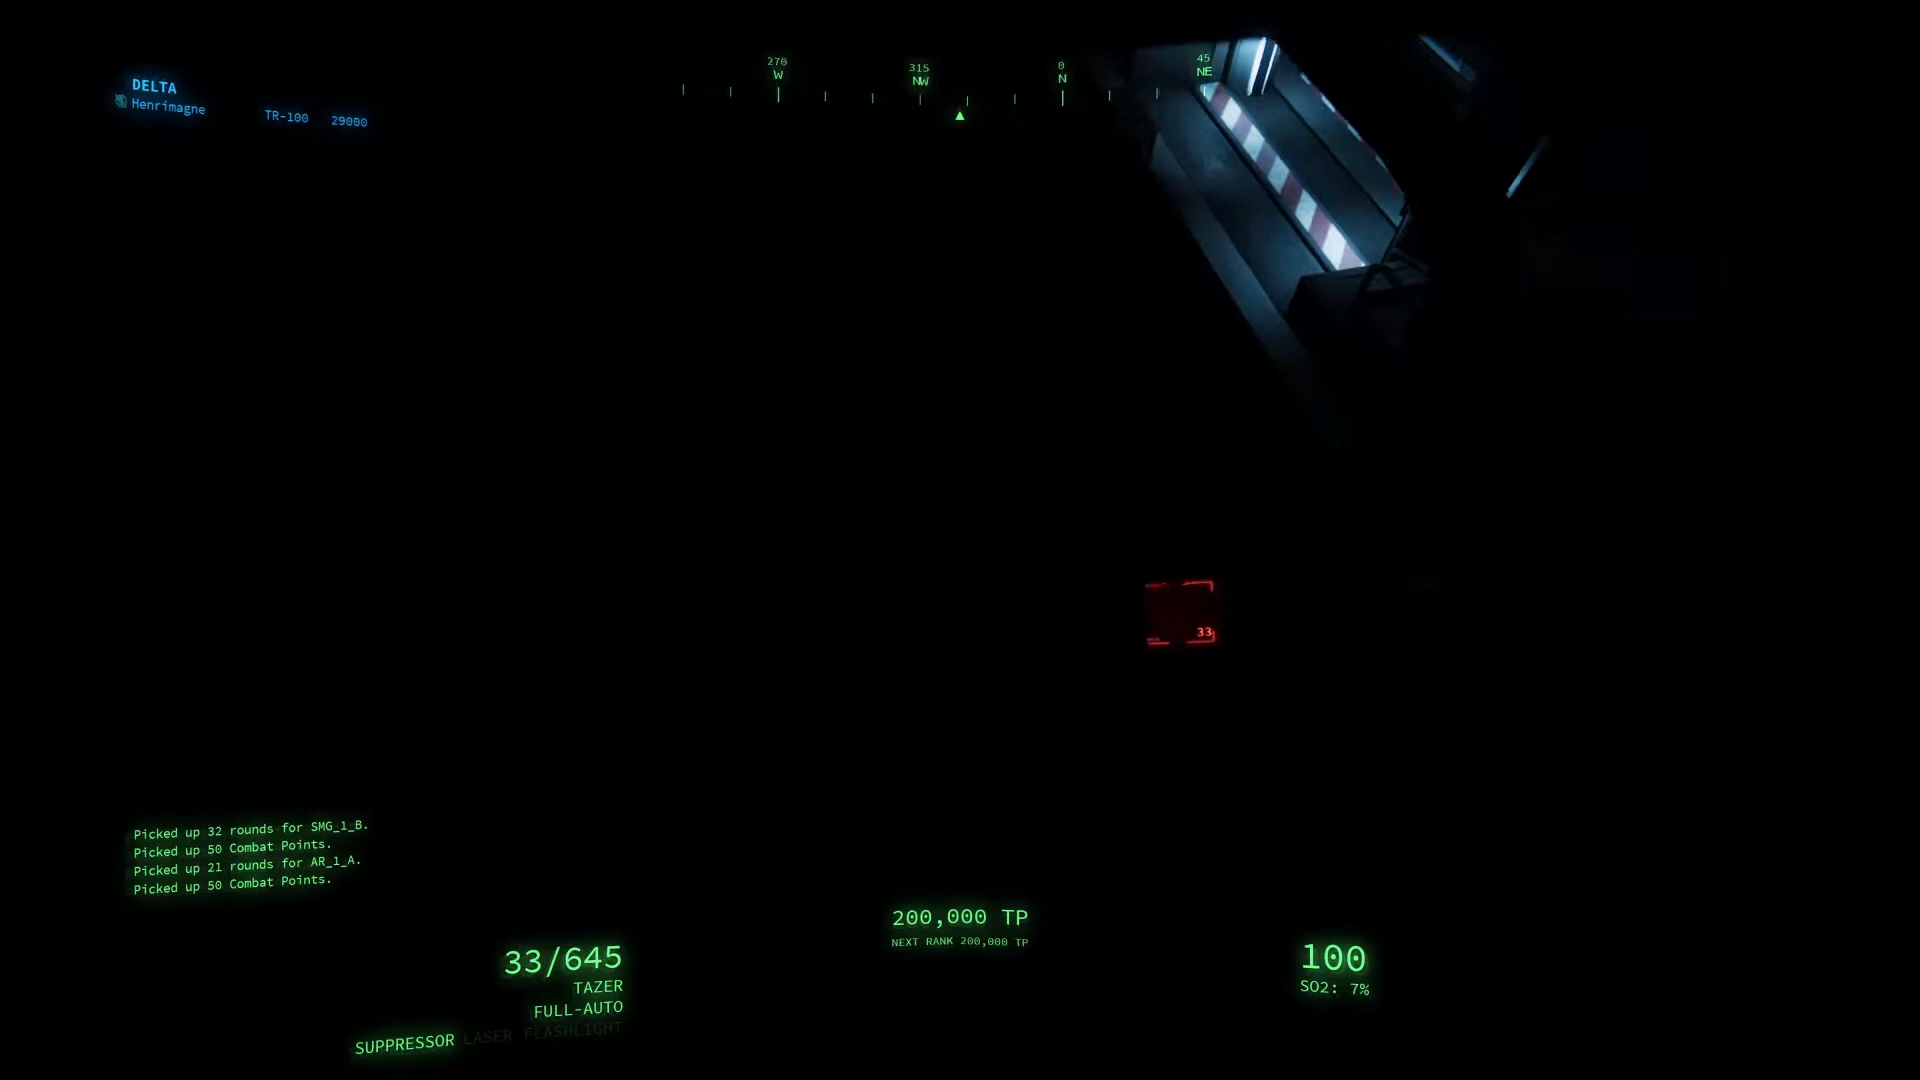 270
W
315
NW
0
N
45
NE
DELTA
Henrimagne TR-100 29000
33
Picked up 32 rounds for SMG_1_B.
Picked up 50 Combat Points.
Picked up 21 rounds for AR_1_A.
Picked up 50 Combat Points.
200,000 TP
NEXT RANK 200,000 TP
33/645
TAZER
FULL-AUTO
SUPPRESSOR LASER FLASHLIGHT
100
SO2: 7%